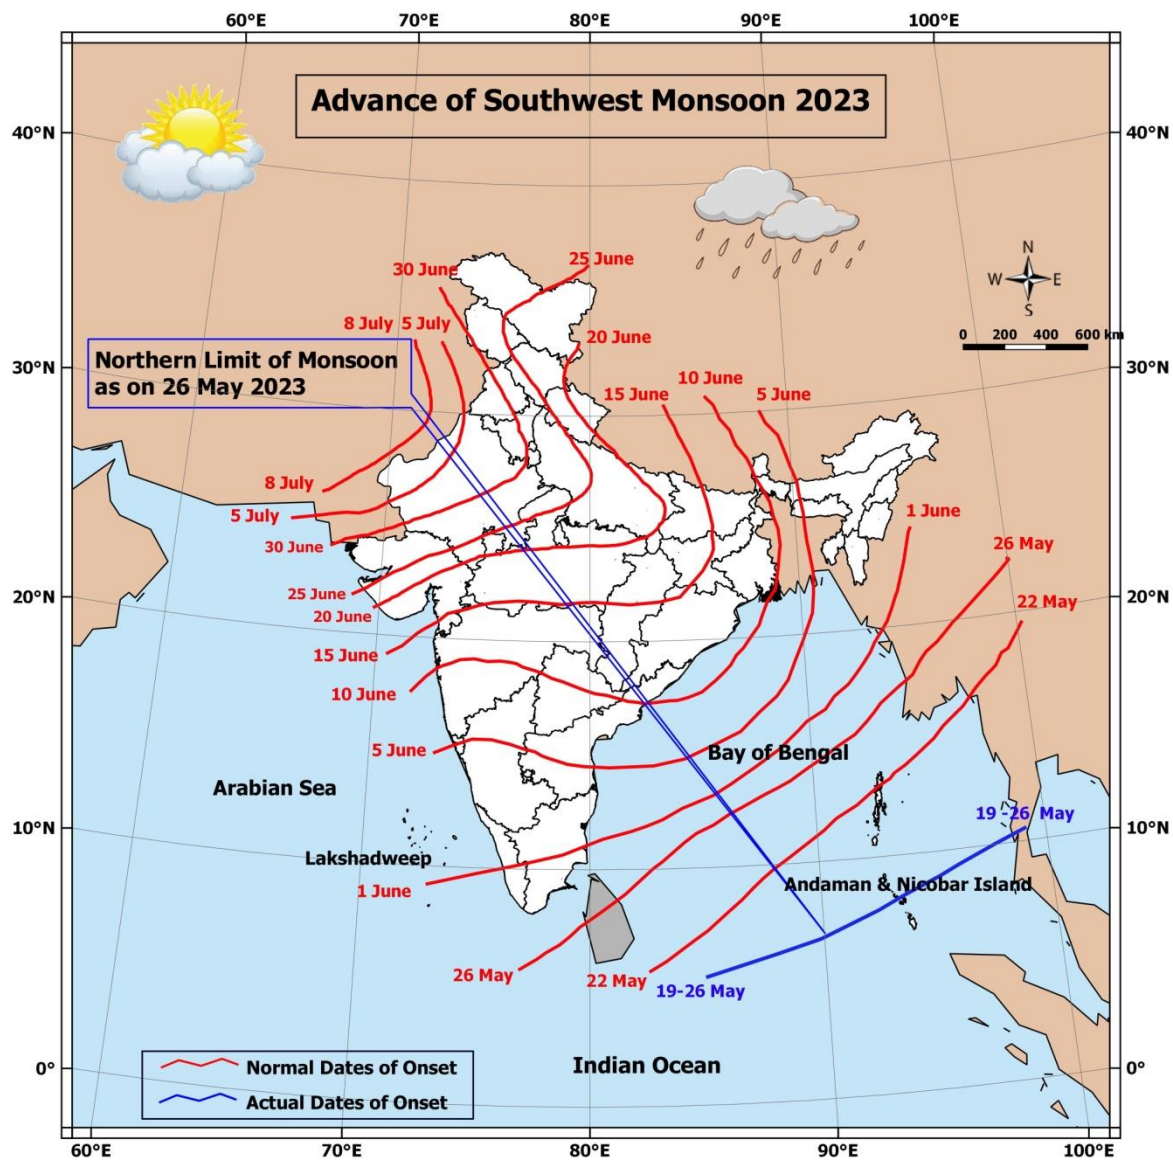 60°E 70°E 80°E 90°E 100°E
Advance of Southwest Monsoon 2023
40°N 40°N
N
W E
S
0 200 400 600 km
25 June
30 June
8 July 5 July
20 June
Northern Limit of Monsoon
as on 26 May 2023
30°N 30°N
15 June
10 June
5 June
8 July
5 July
30 June
1 June
26 May
22 May
25 June
20 June
20°N 20°N
15 June
10 June
5 June
Bay of Bengal
Arabian Sea
19 -26 May
10°N 10°N
Lakshadweep
1 June
Andaman & Nicobar Island
26 May
22 May
19-26 May
Indian Ocean
0° 0°
Normal Dates of Onset
Actual Dates of Onset
60°E 70°E 80°E 90°E 100°E